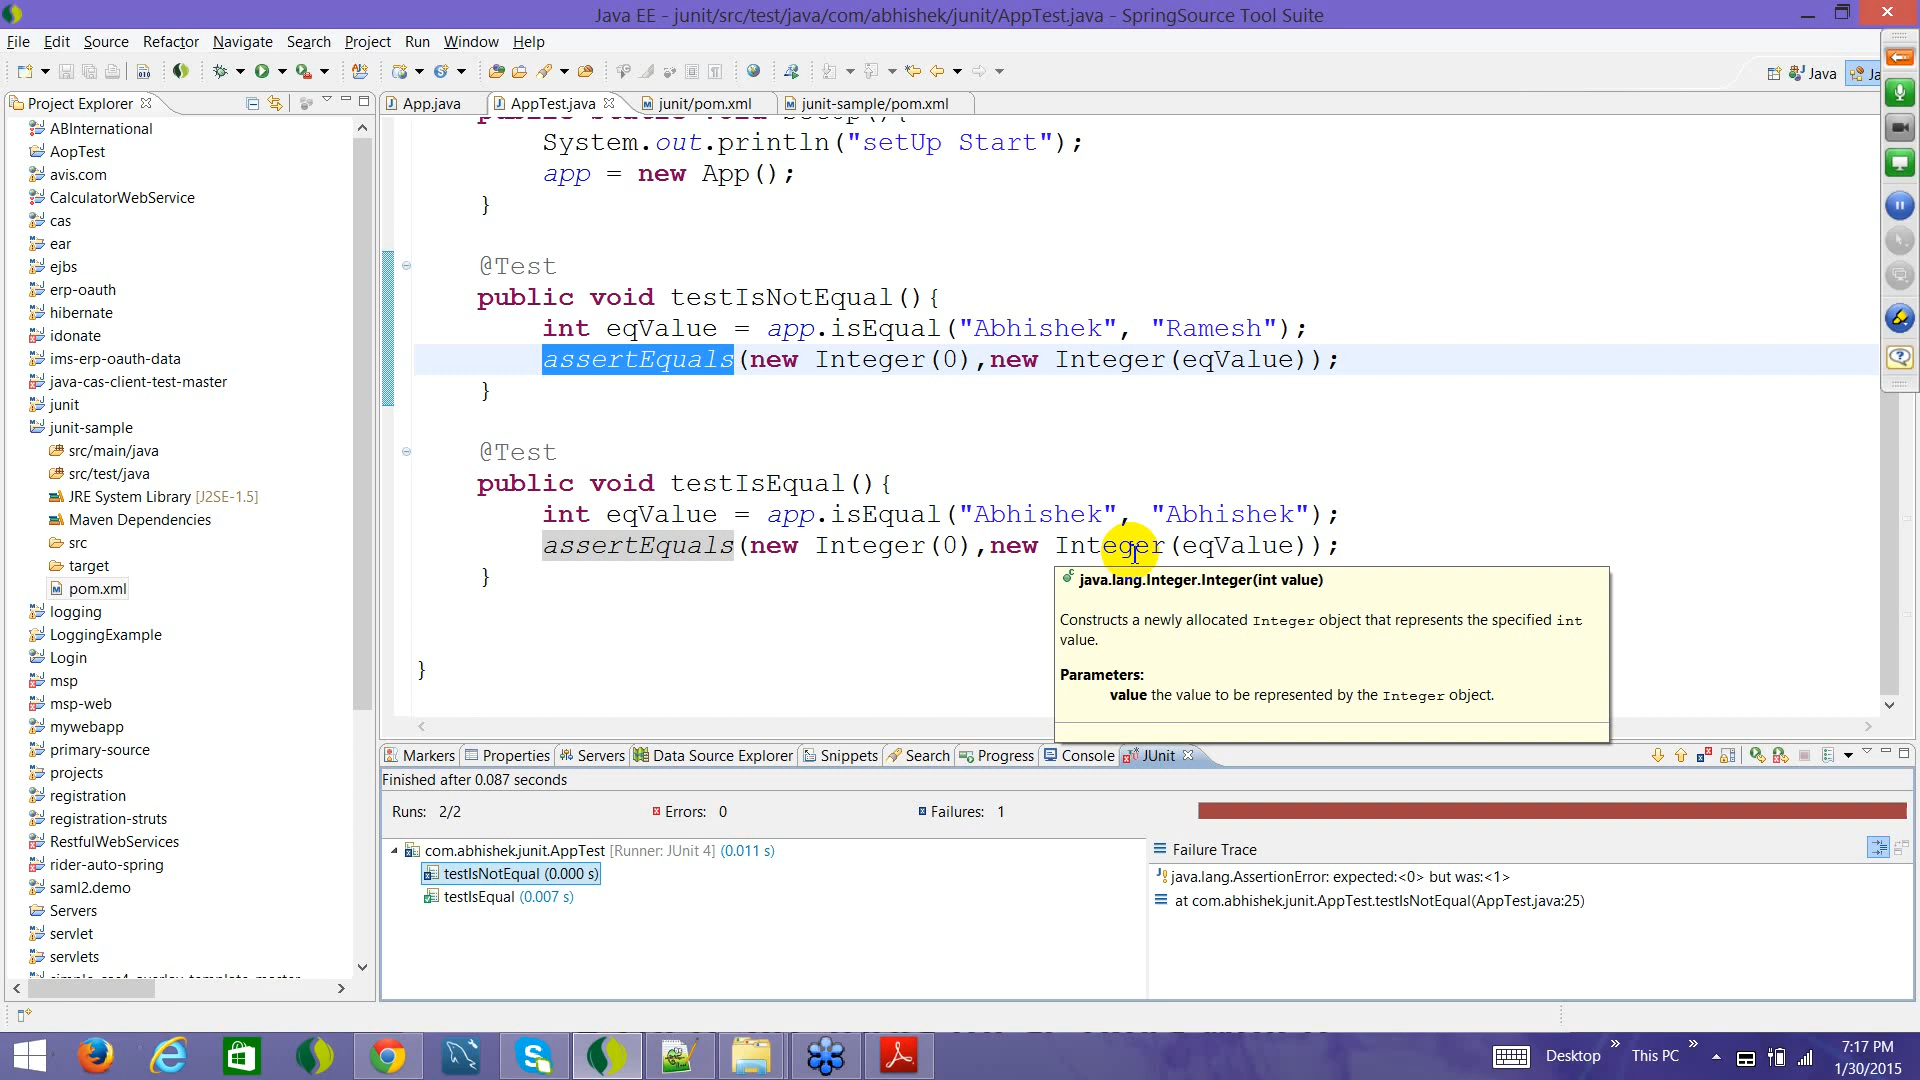 Java EE - junit/src/test/java/com/abhishek/junit/AppTest.java - SpringSource Tool Suite
File Edit Source Refactor Navigate Search Project Run Window Help
Java
Project Explorer
App.java AppTest.java junit/pom.xml junit-sample/pom.xml
ABInternational
AopTest
avis.com
CalculatorWebService
cas
ear
ejbs
erp-oauth
hibernate
idonate
ims-erp-oauth-data
java-cas-client-test-master
junit
junit-sample
src/main/java
src/test/java
JRE System Library [J2SE-1.5]
Maven Dependencies
src
target
pom.xml
logging
LoggingExample
Login
msp
msp-web
mywebapp
primary-source
projects
registration
registration-struts
RestfulWebServices
rider-auto-spring
saml2.demo
Servers
servlet
servlets
System.out.println("setUp Start");
app = new App();
}
@Test
public void testIsNotEqual(){
int eqValue = app.isEqual("Abhishek", "Ramesh");
assertEquals(new Integer(0),new Integer(eqValue));
}
@Test
public void testIsEqual(){
int eqValue = app.isEqual("Abhishek", "Abhishek");
assertEquals(new Integer(0),new Integer(eqValue));
}
}
java.lang.Integer.Integer(int value)
Constructs a newly allocated Integer object that represents the specified int
value.
Parameters:
value the value to be represented by the Integer object.
Markers Properties Servers Data Source Explorer Snippets Search Progress Console JUnit
Finished after 0.087 seconds
Runs: 2/2 Errors: 0 Failures: 1
com.abhishek.junit.AppTest [Runner: JUnit 4] (0.011 s)
testIsNotEqual (0.000 s)
testIsEqual (0.007 s)
Failure Trace
java.lang.AssertionError: expected:<0> but was:<1>
at com.abhishek.junit.AppTest.testIsNotEqual(AppTest.java:25)
Desktop This PC
7:17 PM
1/30/2015